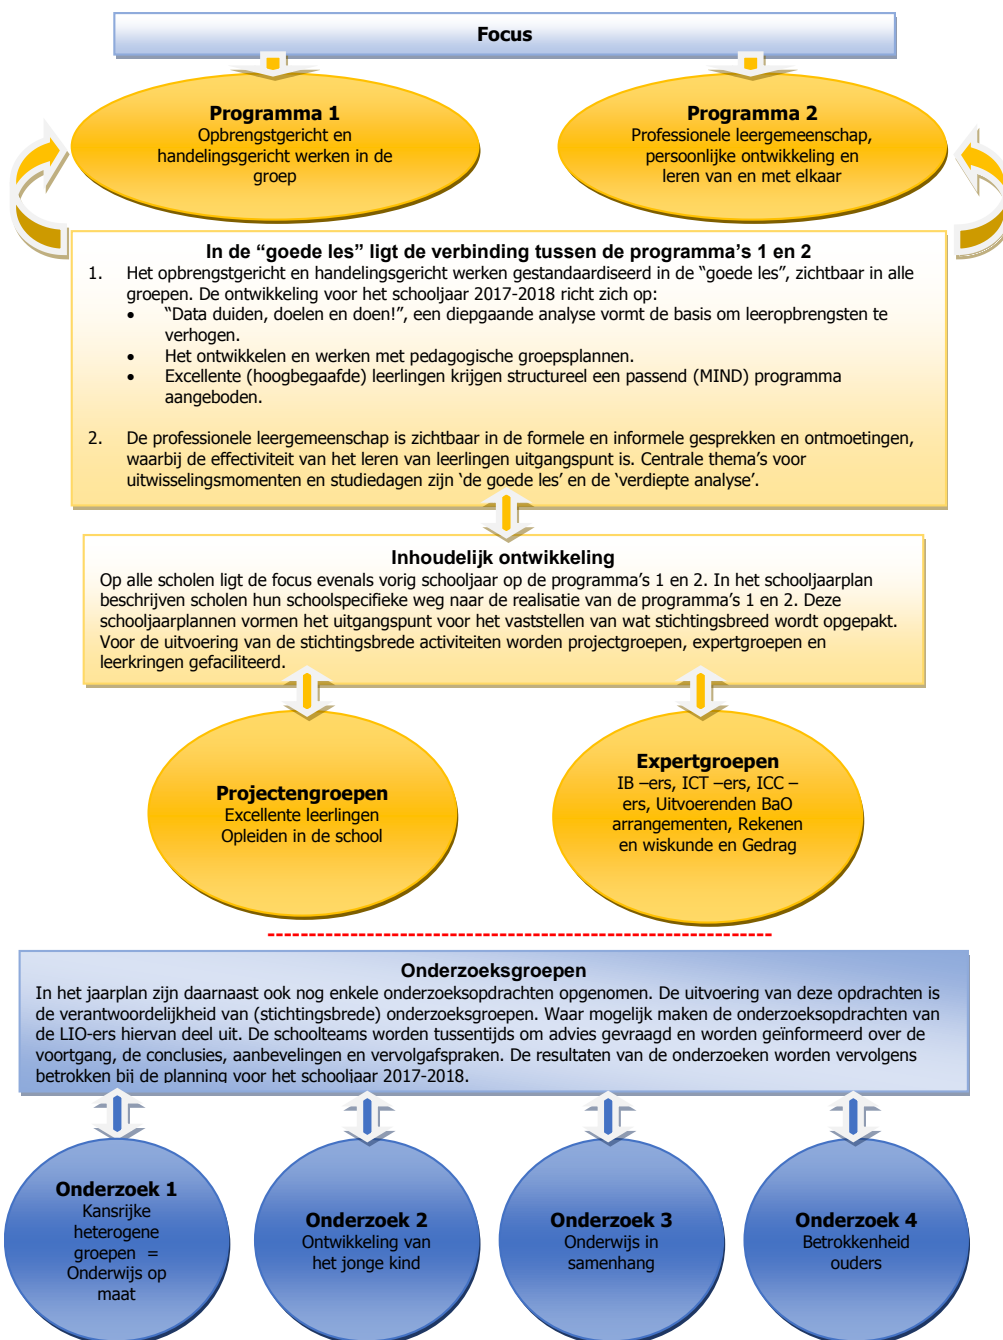 Focus
Programma 1
Opbrengstgericht en
handelingsgericht werken in de
groep
Programma 2
Professionele leergemeenschap,
persoonlijke ontwikkeling en
leren van en met elkaar
In de “goede les” ligt de verbinding tussen de programma’s 1 en 2
1. Het opbrengstgericht en handelingsgericht werken gestandaardiseerd in de “goede les”, zichtbaar in alle
groepen. De ontwikkeling voor het schooljaar 2017-2018 richt zich op:
• “Data duiden, doelen en doen!”, een diepgaande analyse vormt de basis om leeropbrengsten te
verhogen.
• Het ontwikkelen en werken met pedagogische groepsplannen.
• Excellente (hoogbegaafde) leerlingen krijgen structureel een passend (MIND) programma
aangeboden.
2. De professionele leergemeenschap is zichtbaar in de formele en informele gesprekken en ontmoetingen,
waarbij de effectiviteit van het leren van leerlingen uitgangspunt is. Centrale thema’s voor
uitwisselingsmomenten en studiedagen zijn ‘de goede les’ en de ‘verdiepte analyse’.
Inhoudelijk ontwikkeling
Op alle scholen ligt de focus evenals vorig schooljaar op de programma’s 1 en 2. In het schooljaarplan
beschrijven scholen hun schoolspecifieke weg naar de realisatie van de programma’s 1 en 2. Deze
schooljaarplannen vormen het uitgangspunt voor het vaststellen van wat stichtingsbreed wordt opgepakt.
Voor de uitvoering van de stichtingsbrede activiteiten worden projectgroepen, expertgroepen en
leerkringen gefaciliteerd.
Projectengroepen
Excellente leerlingen
Opleiden in de school
Expertgroepen
IB –ers, ICT –ers, ICC –
ers, Uitvoerenden BaO
arrangementen, Rekenen
en wiskunde en Gedrag
Onderzoeksgroepen
In het jaarplan zijn daarnaast ook nog enkele onderzoeksopdrachten opgenomen. De uitvoering van deze opdrachten is
de verantwoordelijkheid van (stichtingsbrede) onderzoeksgroepen. Waar mogelijk maken de onderzoeksopdrachten van
de LIO-ers hiervan deel uit. De schoolteams worden tussentijds om advies gevraagd en worden geïnformeerd over de
voortgang, de conclusies, aanbevelingen en vervolgafspraken. De resultaten van de onderzoeken worden vervolgens
betrokken bij de planning voor het schooljaar 2017-2018.
Onderzoek 1
Kansrijke
heterogene
groepen =
Onderwijs op
maat
Onderzoek 2
Ontwikkeling van
het jonge kind
Onderzoek 3
Onderwijs in
samenhang
Onderzoek 4
Betrokkenheid
ouders